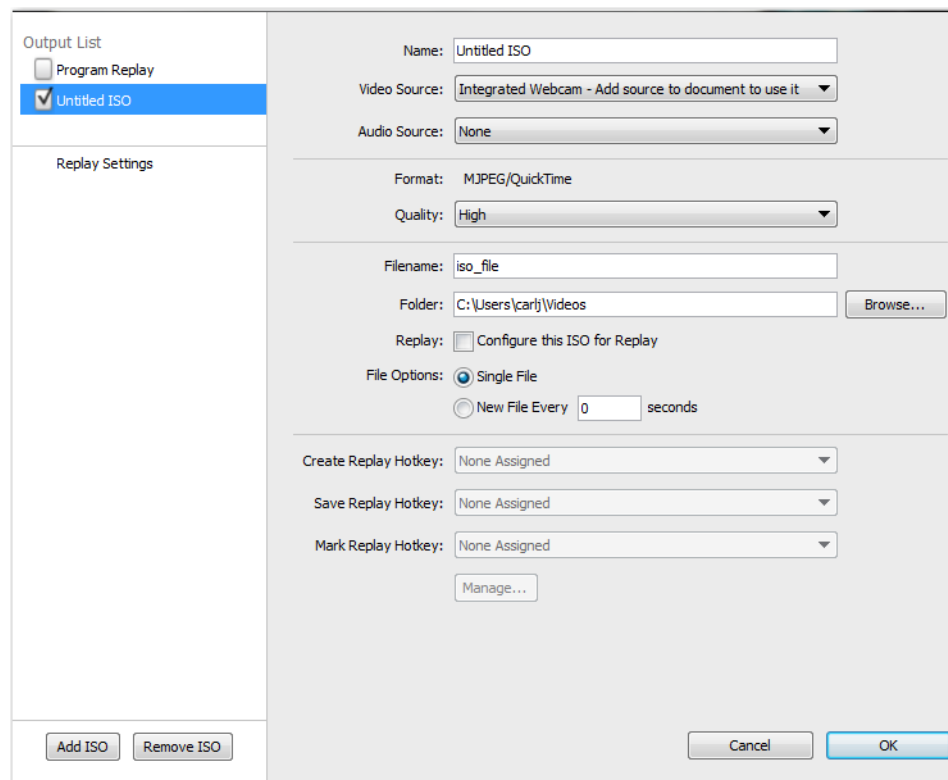 Output List
Program Replay
Untitled ISO
Replay Settings
Add ISO Remove ISO
Name: Untitled ISO
Video Source: Integrated Webcam - Add source to document to use it
Audio Source: None
Format: MJPEG/QuickTime
Quality: High
Filename: iso_file
Folder: C:\Users\carlj\Videos Browse...
Replay: Configure this ISO for Replay
File Options: Single File
New File Every 0 seconds
Create Replay Hotkey: None Assigned
Save Replay Hotkey: None Assigned
Mark Replay Hotkey: None Assigned
Manage...
Cancel OK